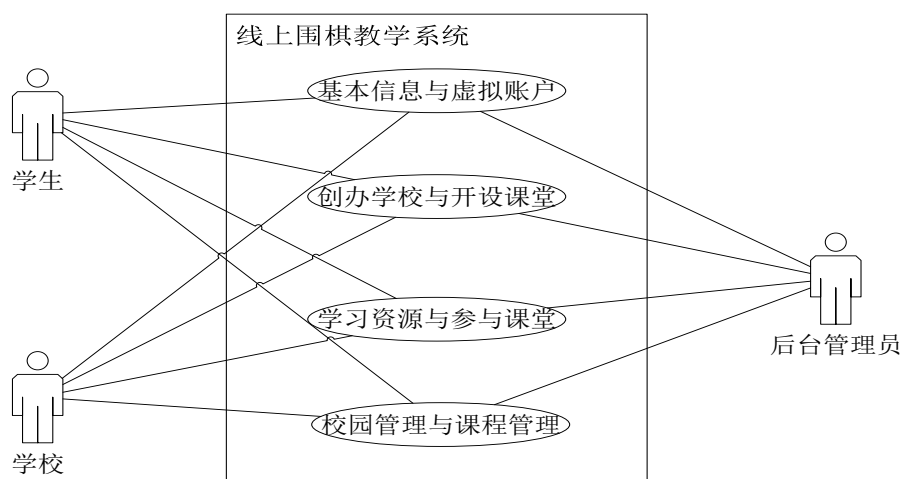 线上围棋教学系统
基本信息与虚拟账户
学生
创办学校与开设课堂
学习资源与参与课堂
后台管理员
校园管理与课程管理
学校